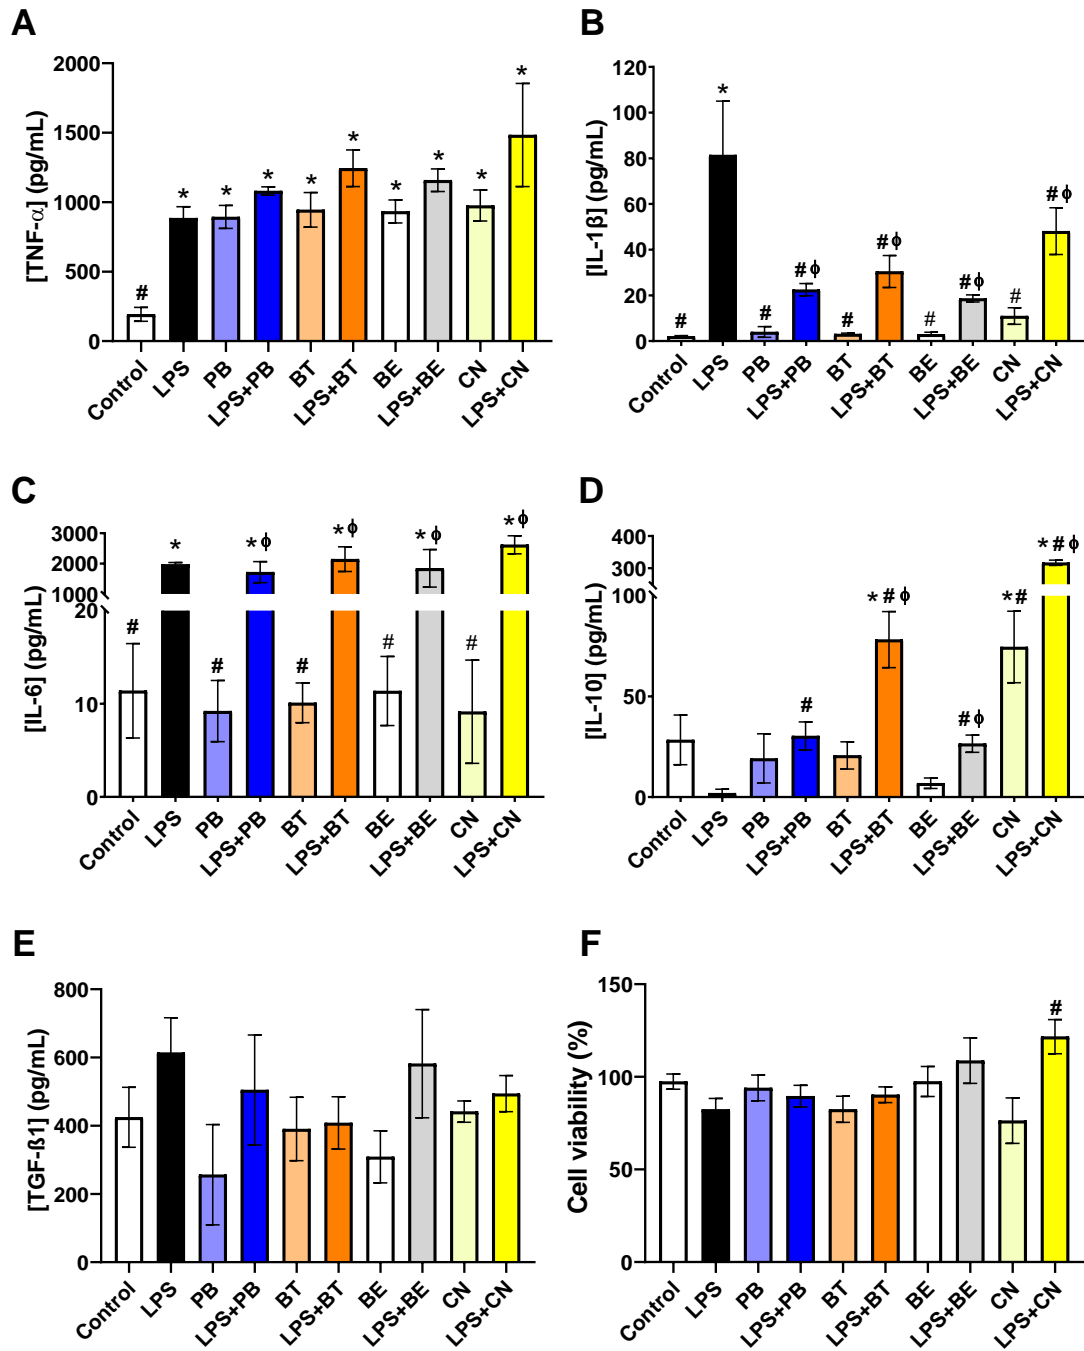 A
[TNF-α] (pg/mL)
2000
1500
1000
500
0
#
*
*
*
*
*
*
*
*
*
Control
LPS
PB
LPS+PB
BT
LPS+BT
BE
LPS+BE
CN
LPS+CN
B
[IL-1β] (pg/mL)
120
100
80
60
40
20
0
#
*
#
#ϕ
#
#ϕ
#
#ϕ
#
#ϕ
Control
LPS
PB
LPS+PB
BT
LPS+BT
BE
LPS+BE
CN
LPS+CN
C
[IL-6] (pg/mL)
3000
2000
1000
20
10
0
#
*
#
*ϕ
#
*ϕ
#
*ϕ
#
*ϕ
Control
LPS
PB
LPS+PB
BT
LPS+BT
BE
LPS+BE
CN
LPS+CN
D
[IL-10] (pg/mL)
400
300
100
50
0
#
*#ϕ
#ϕ
*#
*#ϕ
Control
LPS
PB
LPS+PB
BT
LPS+BT
BE
LPS+BE
CN
LPS+CN
E
[TGF-ß1] (pg/mL)
800
600
400
200
0
Control
LPS
PB
LPS+PB
BT
LPS+BT
BE
LPS+BE
CN
LPS+CN
F
Cell viability (%)
150
100
50
0
#
Control
LPS
PB
LPS+PB
BT
LPS+BT
BE
LPS+BE
CN
LPS+CN